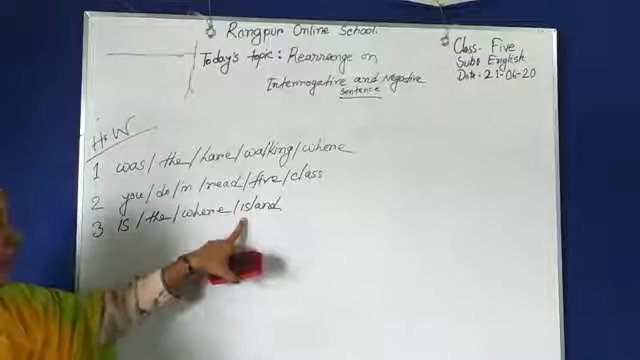 Rangpur Online School.
Today's topic: Rearrange on
Interrogative and Negative
Sentence
Class- Five
Sub: English
Date: 21-06-20
H.W
1 was/the/hare/walking/where
2 you/do/in/read/five/class
3 is/the/where/island